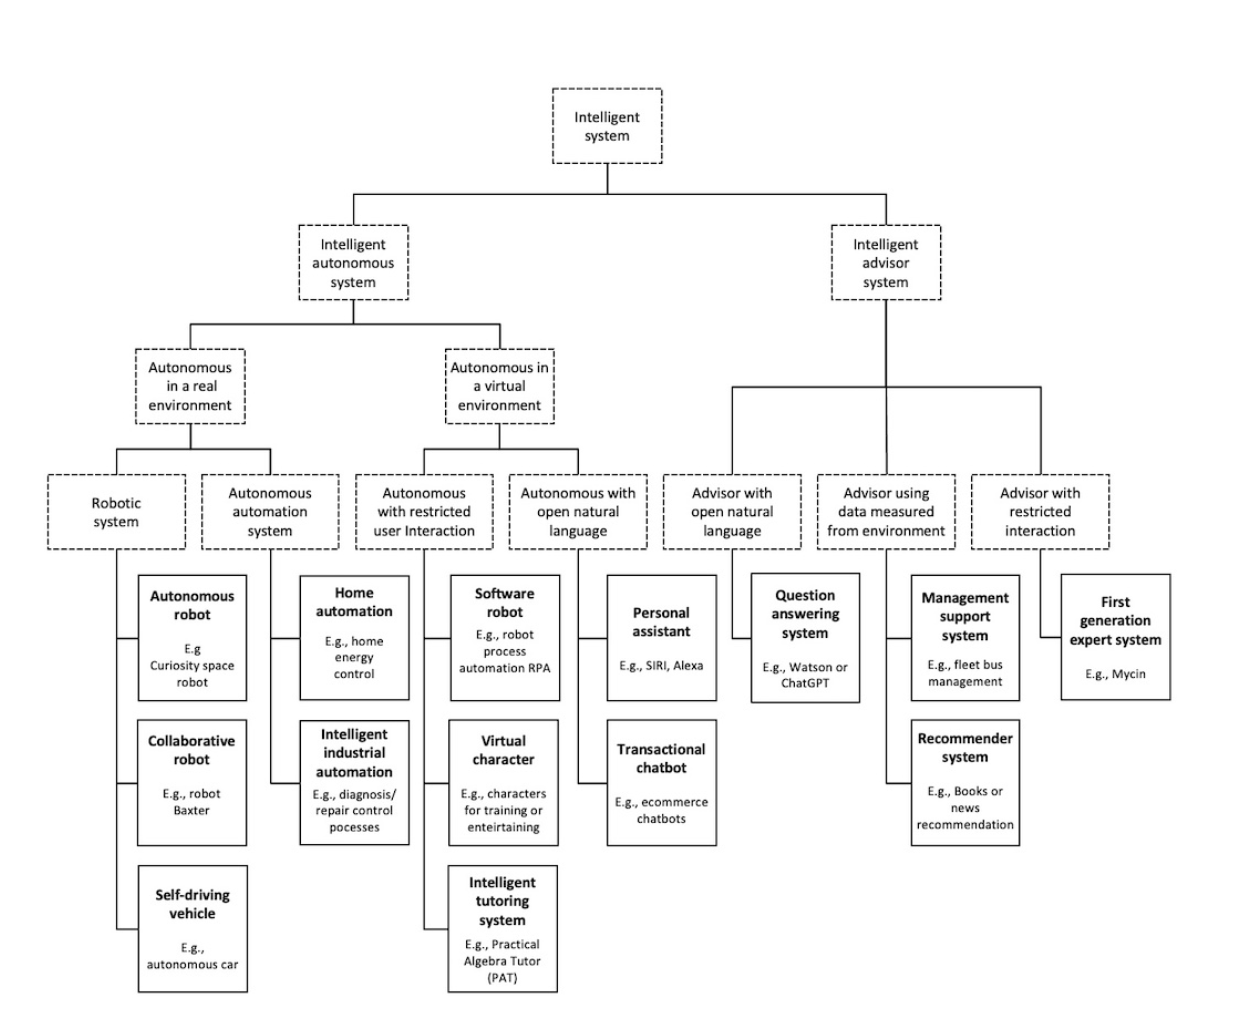 Intelligent
system
Intelligent
autonomous
system
Intelligent
advisor
system
Autonomous
in a real
environment
Autonomous in
a virtual
environment
Robotic
system
Autonomous
automation
system
Autonomous
with restricted
user Interaction
Autonomous with
open natural
language
Advisor with
open natural
language
Advisor using
data measured
from environment
Advisor with
restricted
interaction
Autonomous
robot
E.g
Curiosity space
robot
Home
automation
E.g., home
energy
control
Software
robot
E.g., robot
process
automation RPA
Personal
assistant
E.g., SIRI, Alexa
Question
answering
system
E.g., Watson or
ChatGPT
Management
support
system
E.g., fleet bus
management
First
generation
expert system
E.g., Mycin
Collaborative
robot
E.g., robot
Baxter
Intelligent
industrial
automation
E.g., diagnosis/
repair control
pocesses
Virtual
character
E.g., characters
for training or
enteirtaining
Transactional
chatbot
E.g., ecommerce
chatbots
Recommender
system
E.g., Books or
news
recommendation
Self-driving
vehicle
E.g.,
autonomous car
Intelligent
tutoring
system
E.g., Practical
Algebra Tutor
(PAT)